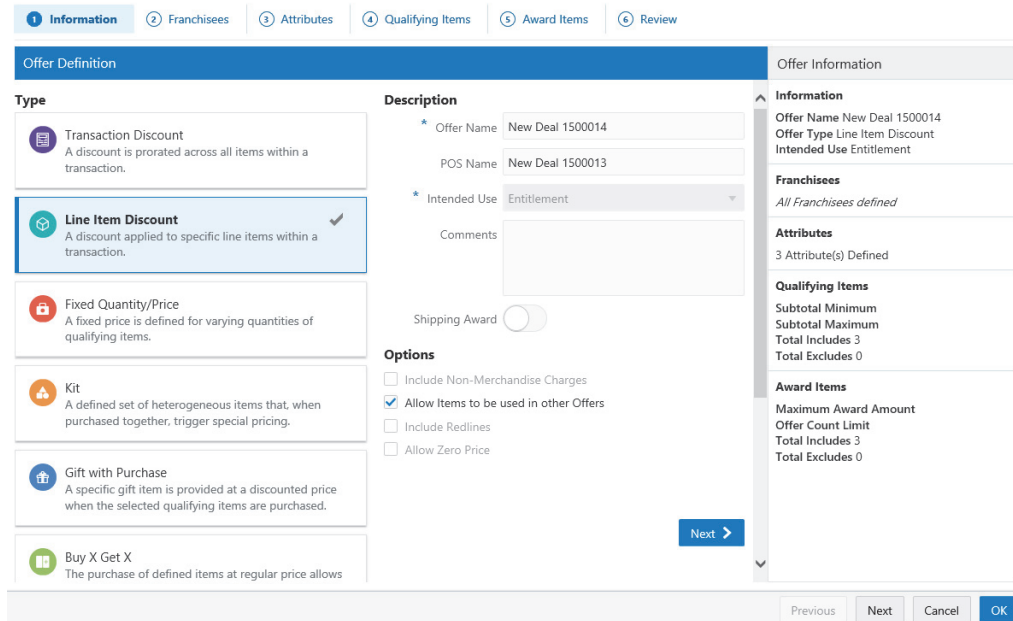 1 Information 2 Franchisees 3 Attributes 4 Qualifying Items 5 Award Items 6 Review
Offer Definition
Type
Transaction Discount
A discount is prorated across all items within a
transaction.
Line Item Discount
A discount applied to specific line items within a
transaction.
Fixed Quantity/Price
A fixed price is defined for varying quantities of
qualifying items.
Kit
A defined set of heterogeneous items that, when
purchased together, trigger special pricing.
Gift with Purchase
A specific gift item is provided at a discounted price
when the selected qualifying items are purchased.
Buy X Get X
The purchase of defined items at regular price allows
Description
* Offer Name New Deal 1500014
POS Name New Deal 1500013
* Intended Use Entitlement
Comments
Shipping Award
Options
Include Non-Merchandise Charges
Allow Items to be used in other Offers
Include Redlines
Allow Zero Price
Next
Offer Information
Information
Offer Name New Deal 1500014
Offer Type Line Item Discount
Intended Use Entitlement
Franchisees
All Franchisees defined
Attributes
3 Attribute(s) Defined
Qualifying Items
Subtotal Minimum
Subtotal Maximum
Total Includes 3
Total Excludes 0
Award Items
Maximum Award Amount
Offer Count Limit
Total Includes 3
Total Excludes 0
Previous Next Cancel OK